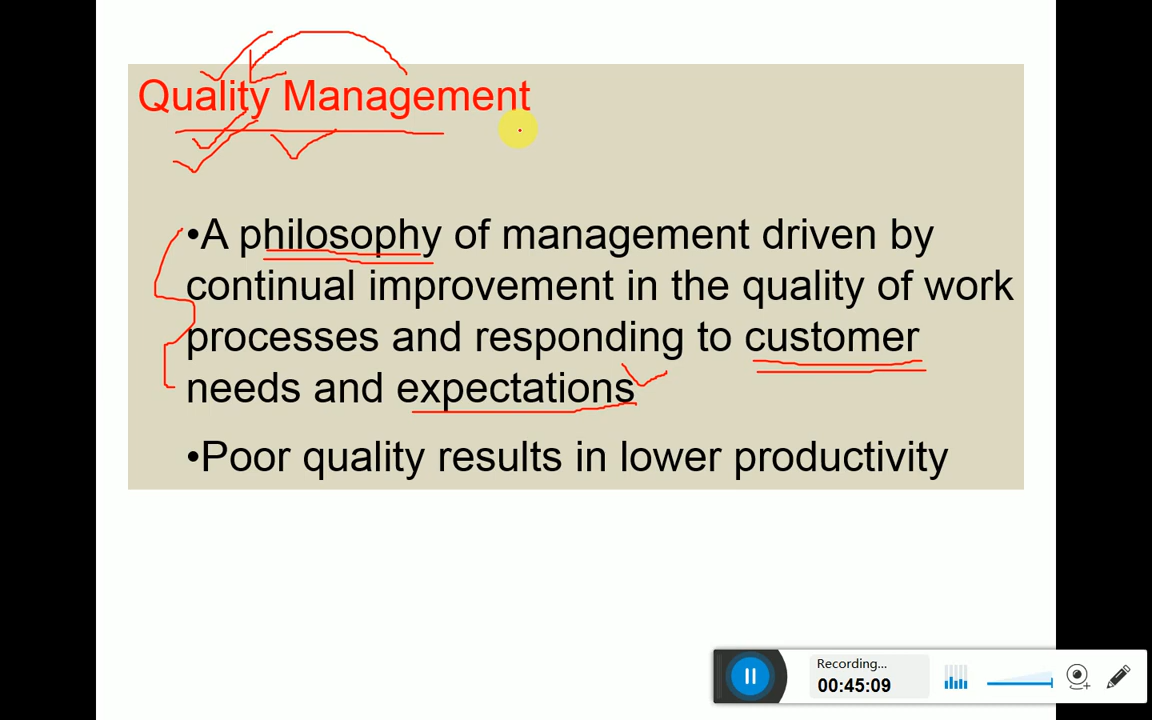 Quality Management
•A philosophy of management driven by
continual improvement in the quality of work
processes and responding to customer
needs and expectations
•Poor quality results in lower productivity
Recording...
00:45:09